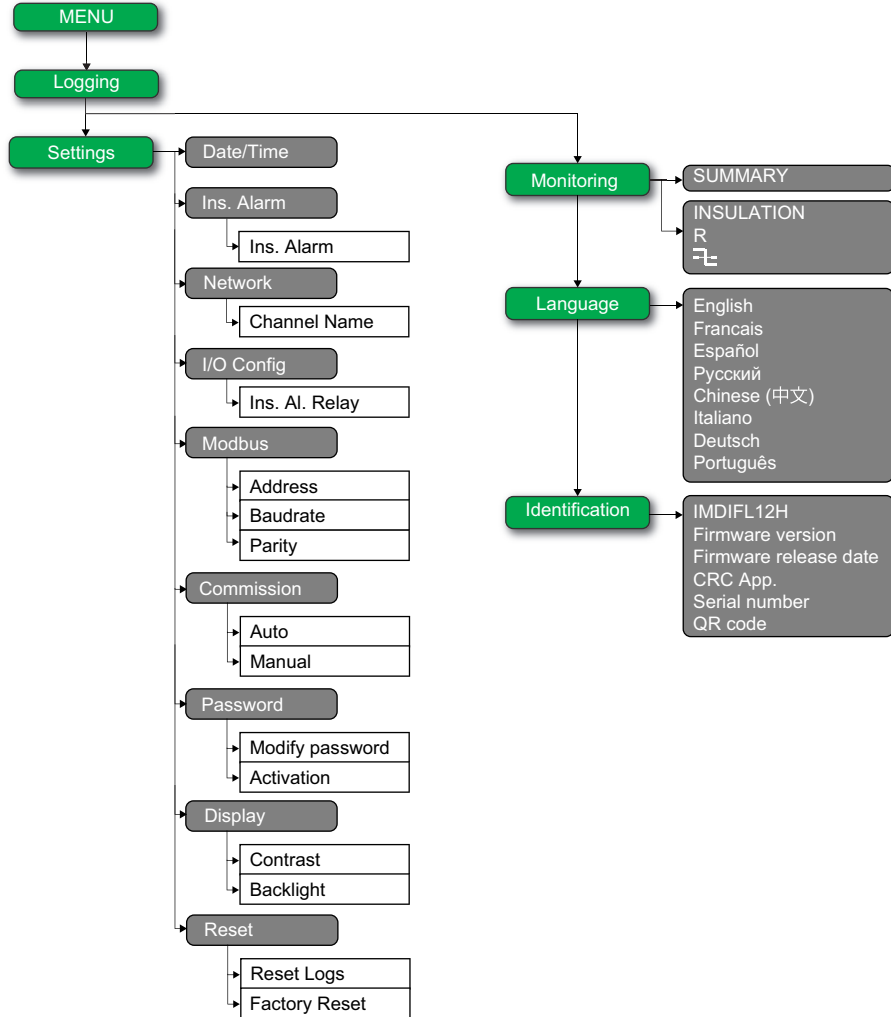 MENU
Logging
Settings
Date/Time
Ins. Alarm
Ins. Alarm
Network
Channel Name
I/O Config
Ins. Al. Relay
Modbus
Address
Baudrate
Parity
Commission
Auto
Manual
Password
Modify password
Activation
Display
Contrast
Backlight
Reset
Reset Logs
Factory Reset
Monitoring
SUMMARY
INSULATION
R
Language
English
Francais
Español
Русский
Chinese (中文)
Italiano
Deutsch
Português
Identification
IMDIFL12H
Firmware version
Firmware release date
CRC App.
Serial number
QR code